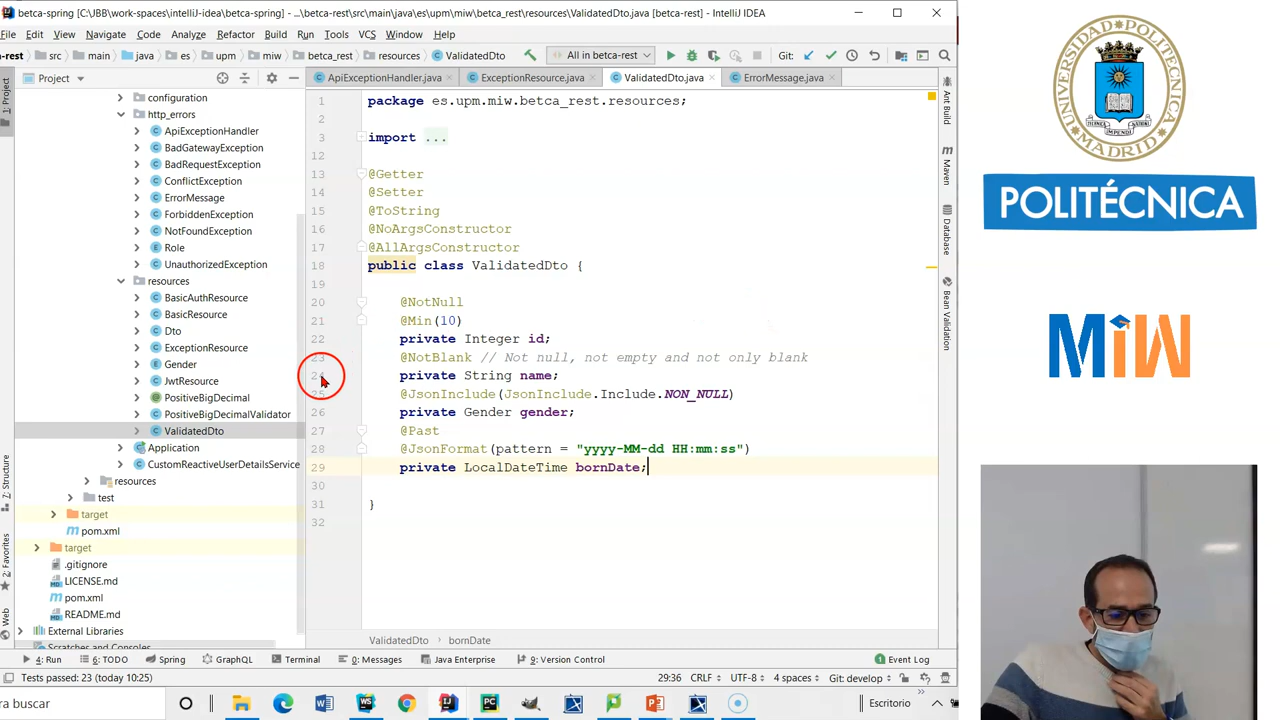 betca-spring [C:\JBB\work-spaces\intelliJ-idea\betca-spring] - ...\betca-rest\src\main\java\es\upm\miw\betca_rest\resources\ValidatedDto.java [betca-rest] - IntelliJ IDEA
File Edit View Navigate Code Analyze Refactor Build Run Tools VCS Window Help
a-rest src main java es upm miw betca_rest resources ValidatedDto All in betca-rest Git:
Project ApiExceptionHandler.java ExceptionResource.java ValidatedDto.java ErrorMessage.java
1: Project
7: Structure
2: Favorites
Web
configuration
http_errors
ApiExceptionHandler
BadGatewayException
BadRequestException
ConflictException
ErrorMessage
ForbiddenException
NotFoundException
Role
UnauthorizedException
resources
BasicAuthResource
BasicResource
Dto
ExceptionResource
Gender
JwtResource
PositiveBigDecimal
PositiveBigDecimalValidator
ValidatedDto
Application
CustomReactiveUserDetailsService
resources
test
target
pom.xml
target
.gitignore
LICENSE.md
pom.xml
README.md
External Libraries
Scratches and Consoles
1 package es.upm.miw.betca_rest.resources;
2
3 import ...
12
13 @Getter
14 @Setter
15 @ToString
16 @NoArgsConstructor
17 @AllArgsConstructor
18 public class ValidatedDto {
19
20 @NotNull
21 @Min(10)
22 private Integer id;
23 @NotBlank // Not null, not empty and not only blank
24 private String name;
25 @JsonInclude(JsonInclude.Include.NON_NULL)
26 private Gender gender;
27 @Past
28 @JsonFormat(pattern = "yyyy-MM-dd HH:mm:ss")
29 private LocalDateTime bornDate;
30
31 }
32
Ant Build
Maven
Database
Bean Validation
ValidatedDto bornDate
4: Run 6: TODO Spring GraphQL Terminal 0: Messages Java Enterprise 9: Version Control Event Log
Tests passed: 23 (today 10:25) 29:36 CRLF UTF-8 4 spaces Git: develop
ra buscar Escritorio
UNIVERSIDAD POLITÉCNICA
MADRID
POLITÉCNICA
MiW